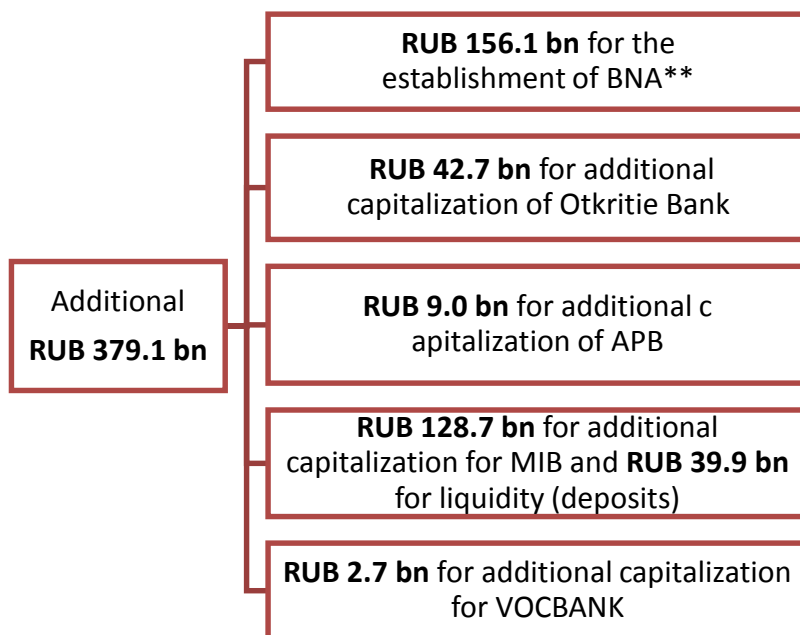 RUB 156.1 bn for the
establishment of BNA**
RUB 42.7 bn for additional
capitalization of Otkritie Bank
Additional
RUB 379.1 bn
RUB 9.0 bn for additional c
apitalization of APB
RUB 128.7 bn for additional
capitalization for MIB and RUB 39.9 bn
for liquidity (deposits)
RUB 2.7 bn for additional capitalization
for VOCBANK